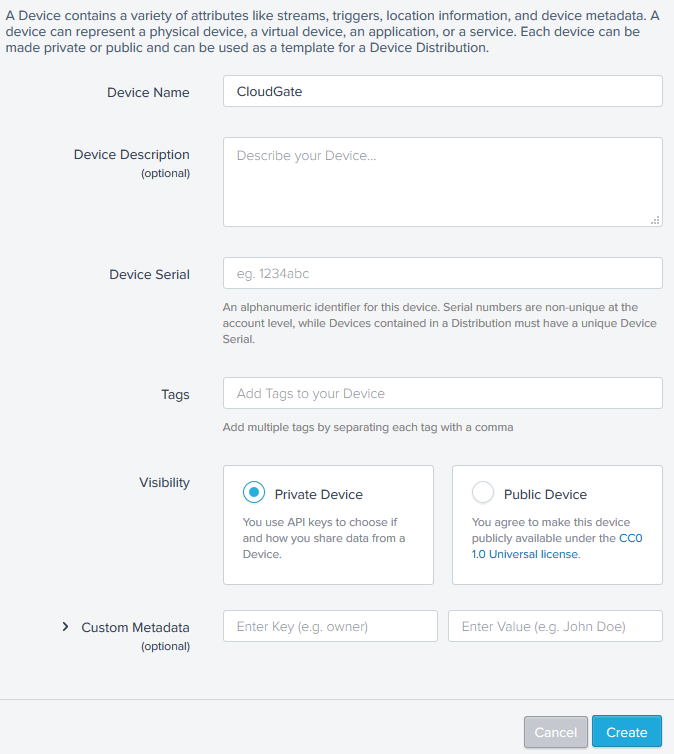 A Device contains a variety of attributes like streams, triggers, location information, and device metadata. A
device can represent a physical device, a virtual device, an application, or a service. Each device can be
made private or public and can be used as a template for a Device Distribution.
Device Name
CloudGate
Device Description
(optional)
Describe your Device...
Device Serial
eg. 1234abc
An alphanumeric identifier for this device. Serial numbers are non-unique at the
account level, while Devices contained in a Distribution must have a unique Device
Serial.
Tags
Add Tags to your Device
Add multiple tags by separating each tag with a comma
Visibility
Private Device
You use API keys to choose if
and how you share data from a
Device.
Public Device
You agree to make this device
publicly available under the CC0
1.0 Universal license.
Custom Metadata
(optional)
Enter Key (e.g. owner)
Enter Value (e.g. John Doe)
Cancel
Create